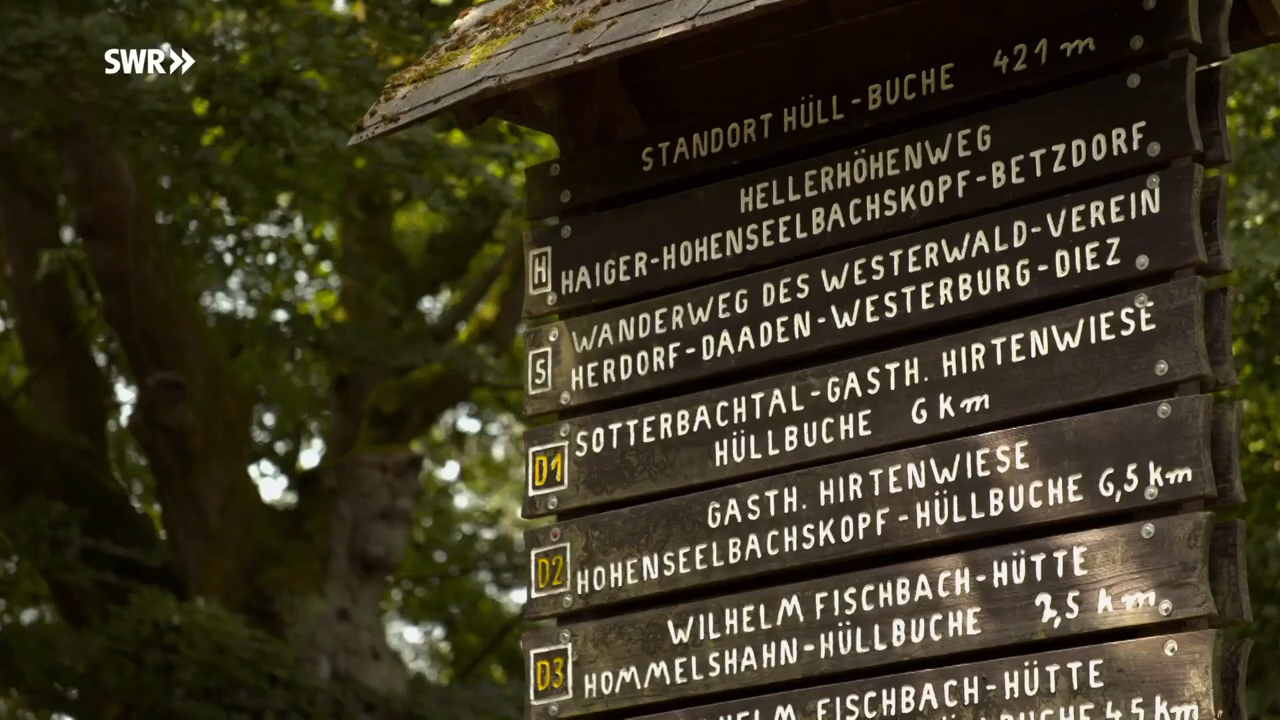 SWR
STANDORT HÜLL-BUCHE 421 m
HELLERHÖHENWEG
H HAIGER-HOHENSEELBACHSKOPF-BETZDORF
WANDERWEG DES WESTERWALD-VEREIN
S HERDORF-DAADEN-WESTERBURG-DIEZ
SOTTERBACHTAL-GASTH. HIRTENWIESE
D1 HÜLLBUCHE 6 km
GASTH. HIRTENWIESE
D2 HOHENSEELBACHSKOPF-HÜLLBUCHE 6,5 km
WILHELM FISCHBACH-HÜTTE
D3 HOMMELSHAHN-HÜLLBUCHE km
FISCHBACH-HÜTTE
4,5 km